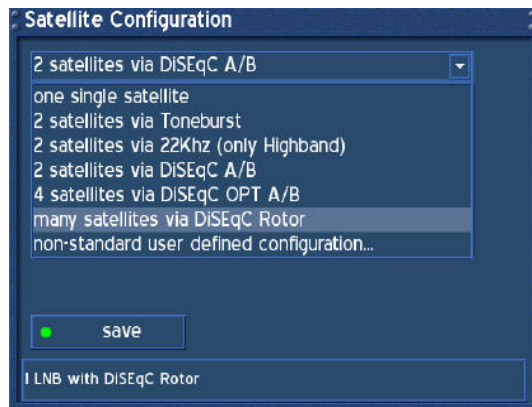 Satellite Configuration
2 satellites via DiSEqC A/B
one single satellite
2 satellites via Toneburst
2 satellites via 22Khz (only Highband)
2 satellites via DiSEqC A/B
4 satellites via DiSEqC OPT A/B
many satellites via DiSEqC Rotor
non-standard user defined configuration...
save
1 LNB with DiSEqC Rotor